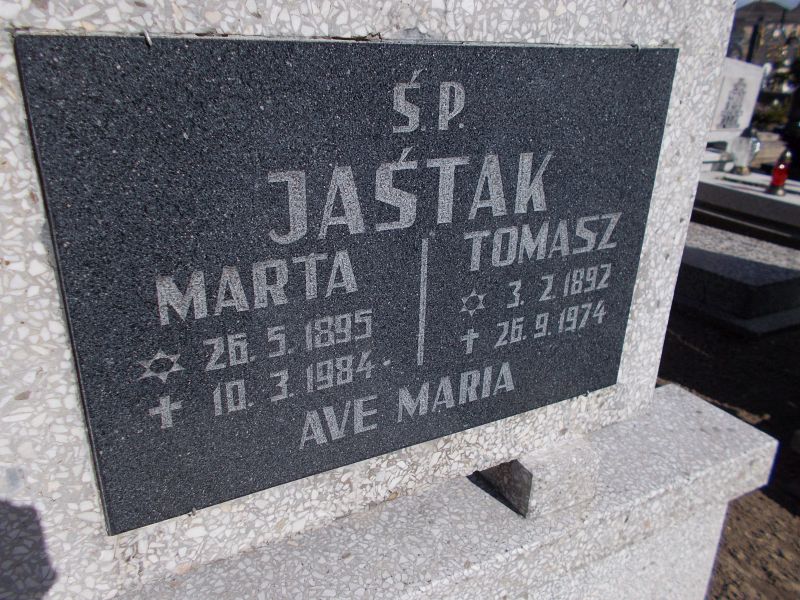 Ś.P.
JAŚTAK
MARTA
✡ 26. 5. 1895
✝ 10. 3. 1984
TOMASZ
✡ 3. 2. 1892
✝ 26. 9. 1974
AVE MARIA